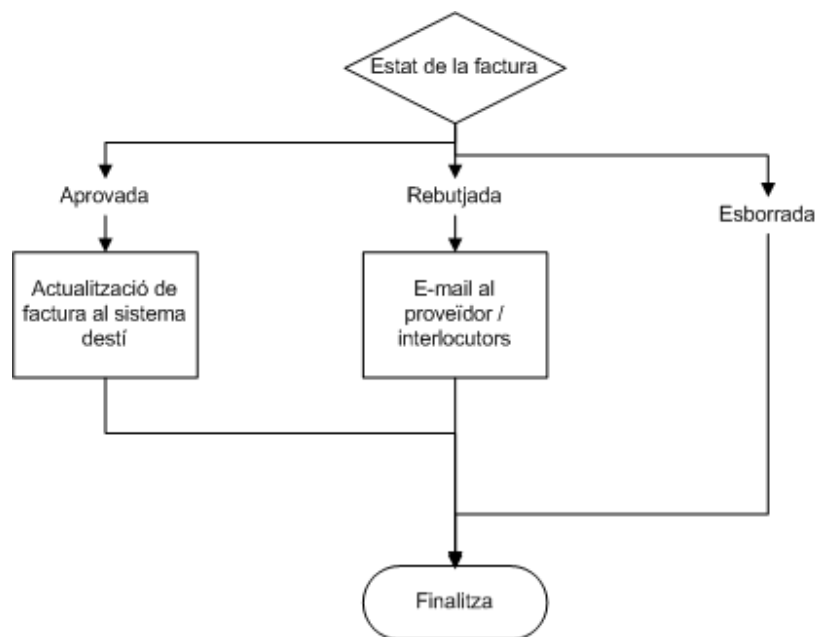 Estat de la factura
Aprovada
Rebutjada
Esborrada
Actualització de
factura al sistema
destí
E-mail al
proveïdor /
interlocutors
Finalitza